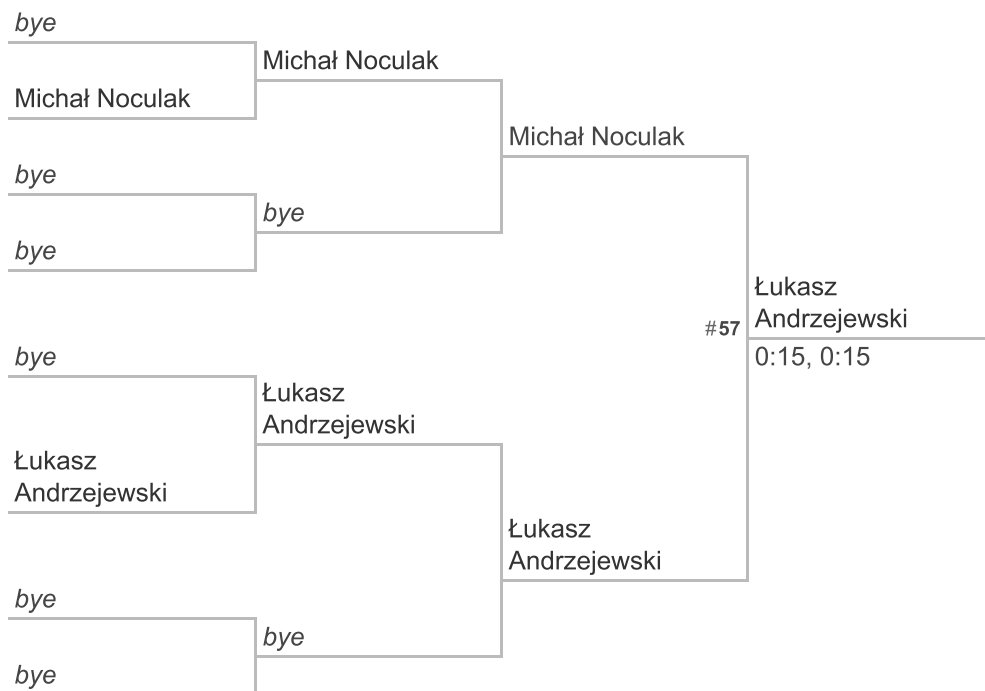 bye
Michał Noculak
bye
bye
bye
Łukasz
Andrzejewski
bye
bye
Michał Noculak
bye
Łukasz
Andrzejewski
bye
Michał Noculak
Łukasz
Andrzejewski
#57
Łukasz
Andrzejewski
0:15, 0:15